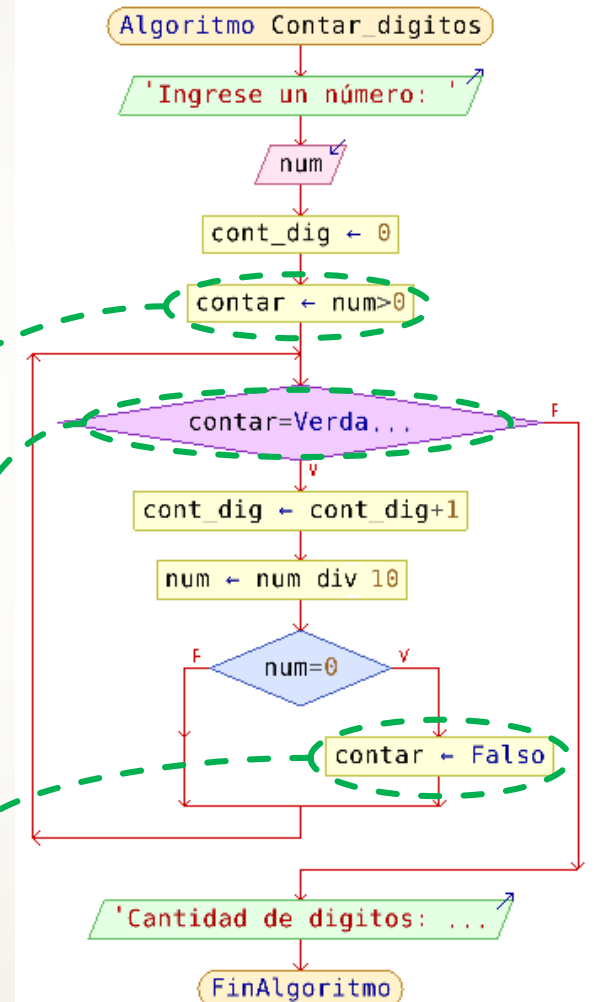 Algoritmo Contar_digitos
'Ingrese un número: '
num
cont_dig ← 0
contar ← num>0
contar=Verda...
F
V
cont_dig ← cont_dig+1
num ← num div 10
F
num=0
V
contar ← Falso
'Cantidad de digitos: ...
FinAlgoritmo